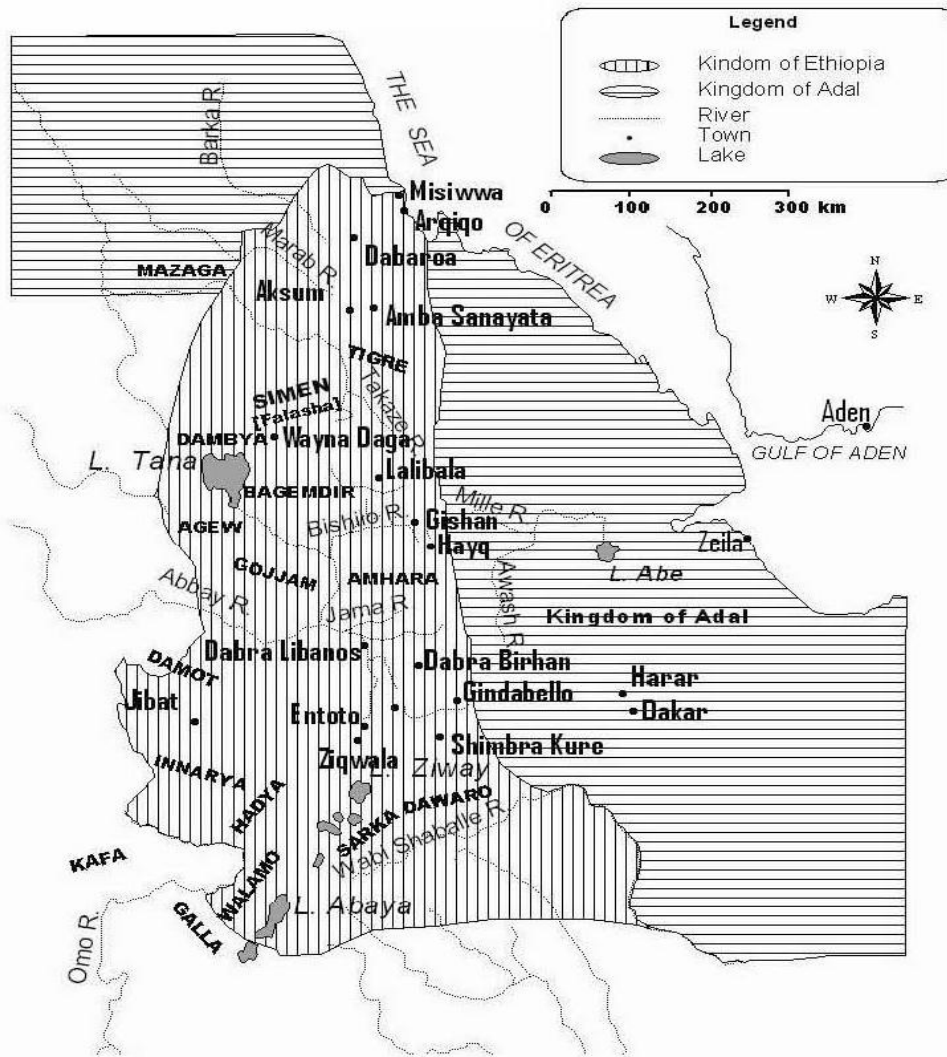 Legend
Kindom of Ethiopia
Kingdom of Adal
River
Town
Lake
0 100 200 300 km
THE SEA
OF ERITREA
Barka R.
Misiwwa
Arqiqo
Marab R.
Dabaroa
MAZAGA
Aksum
Amba Sanayata
N
W E
S
TIGRE
SIMEN
[Falasha]
Takaze R.
Aden
GULF OF ADEN
DAMBYA
Wayna Daga
L. Tana
Lalibala
BAGEMDIR
Mille R.
AGEW
Bishilo R.
Gishan
Hayq
Zeila
GOJJAM
AMHARA
L. Abe
Abbay R.
Jama R
Awash R.
Kingdom of Adal
Dabra Libanos
Dabra Birhan
DAMOT
Harar
Gindabello
Jibat
Entoto
Dakar
Shimbra Kure
Ziqwala
L. Ziway
INNARYA
HADYA
SARKA DAWARO
Wabi Shaballe R.
KAFA
WALAMO
GALLA
L. Abaya
Omo R.